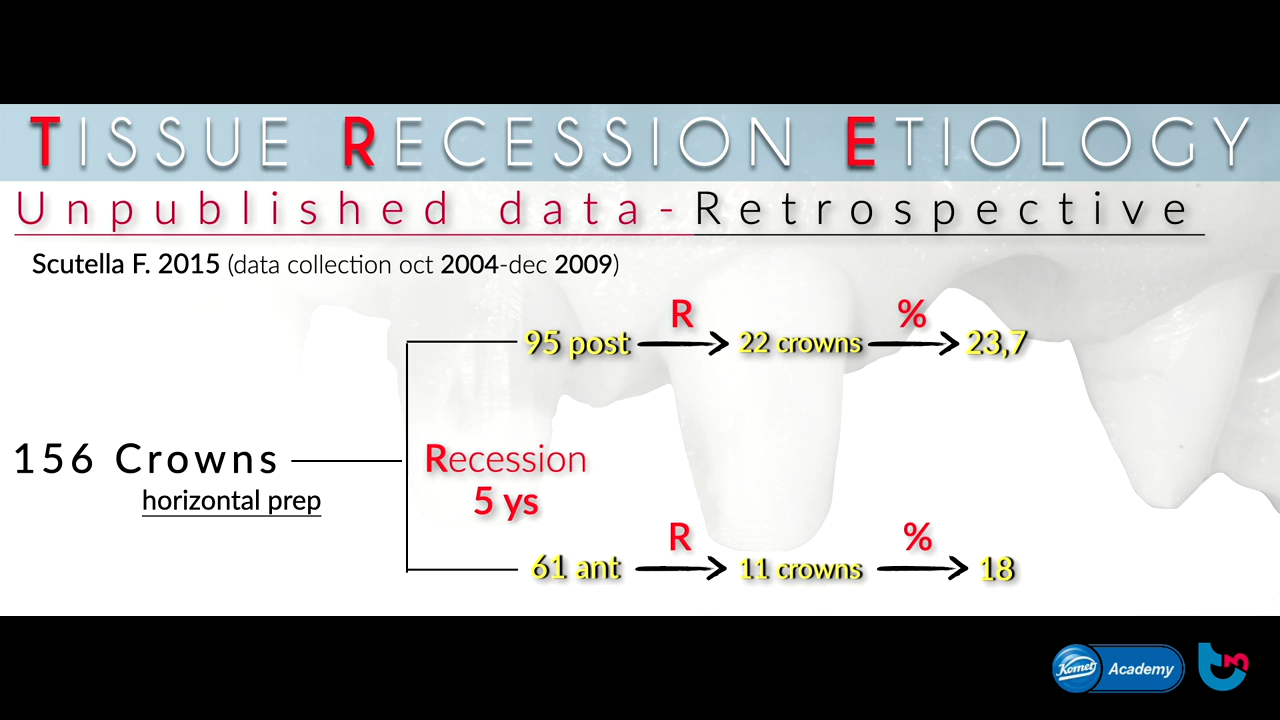 TISSUE RECESSION ETIOLOGY
Unpublished data-Retrospective
Scutella F. 2015 (data collection oct 2004-dec 2009)
95 post R 22 crowns % 23,7
156 Crowns
horizontal prep
Recession
5 ys
61 ant R 11 crowns % 18
Komet Academy
tm